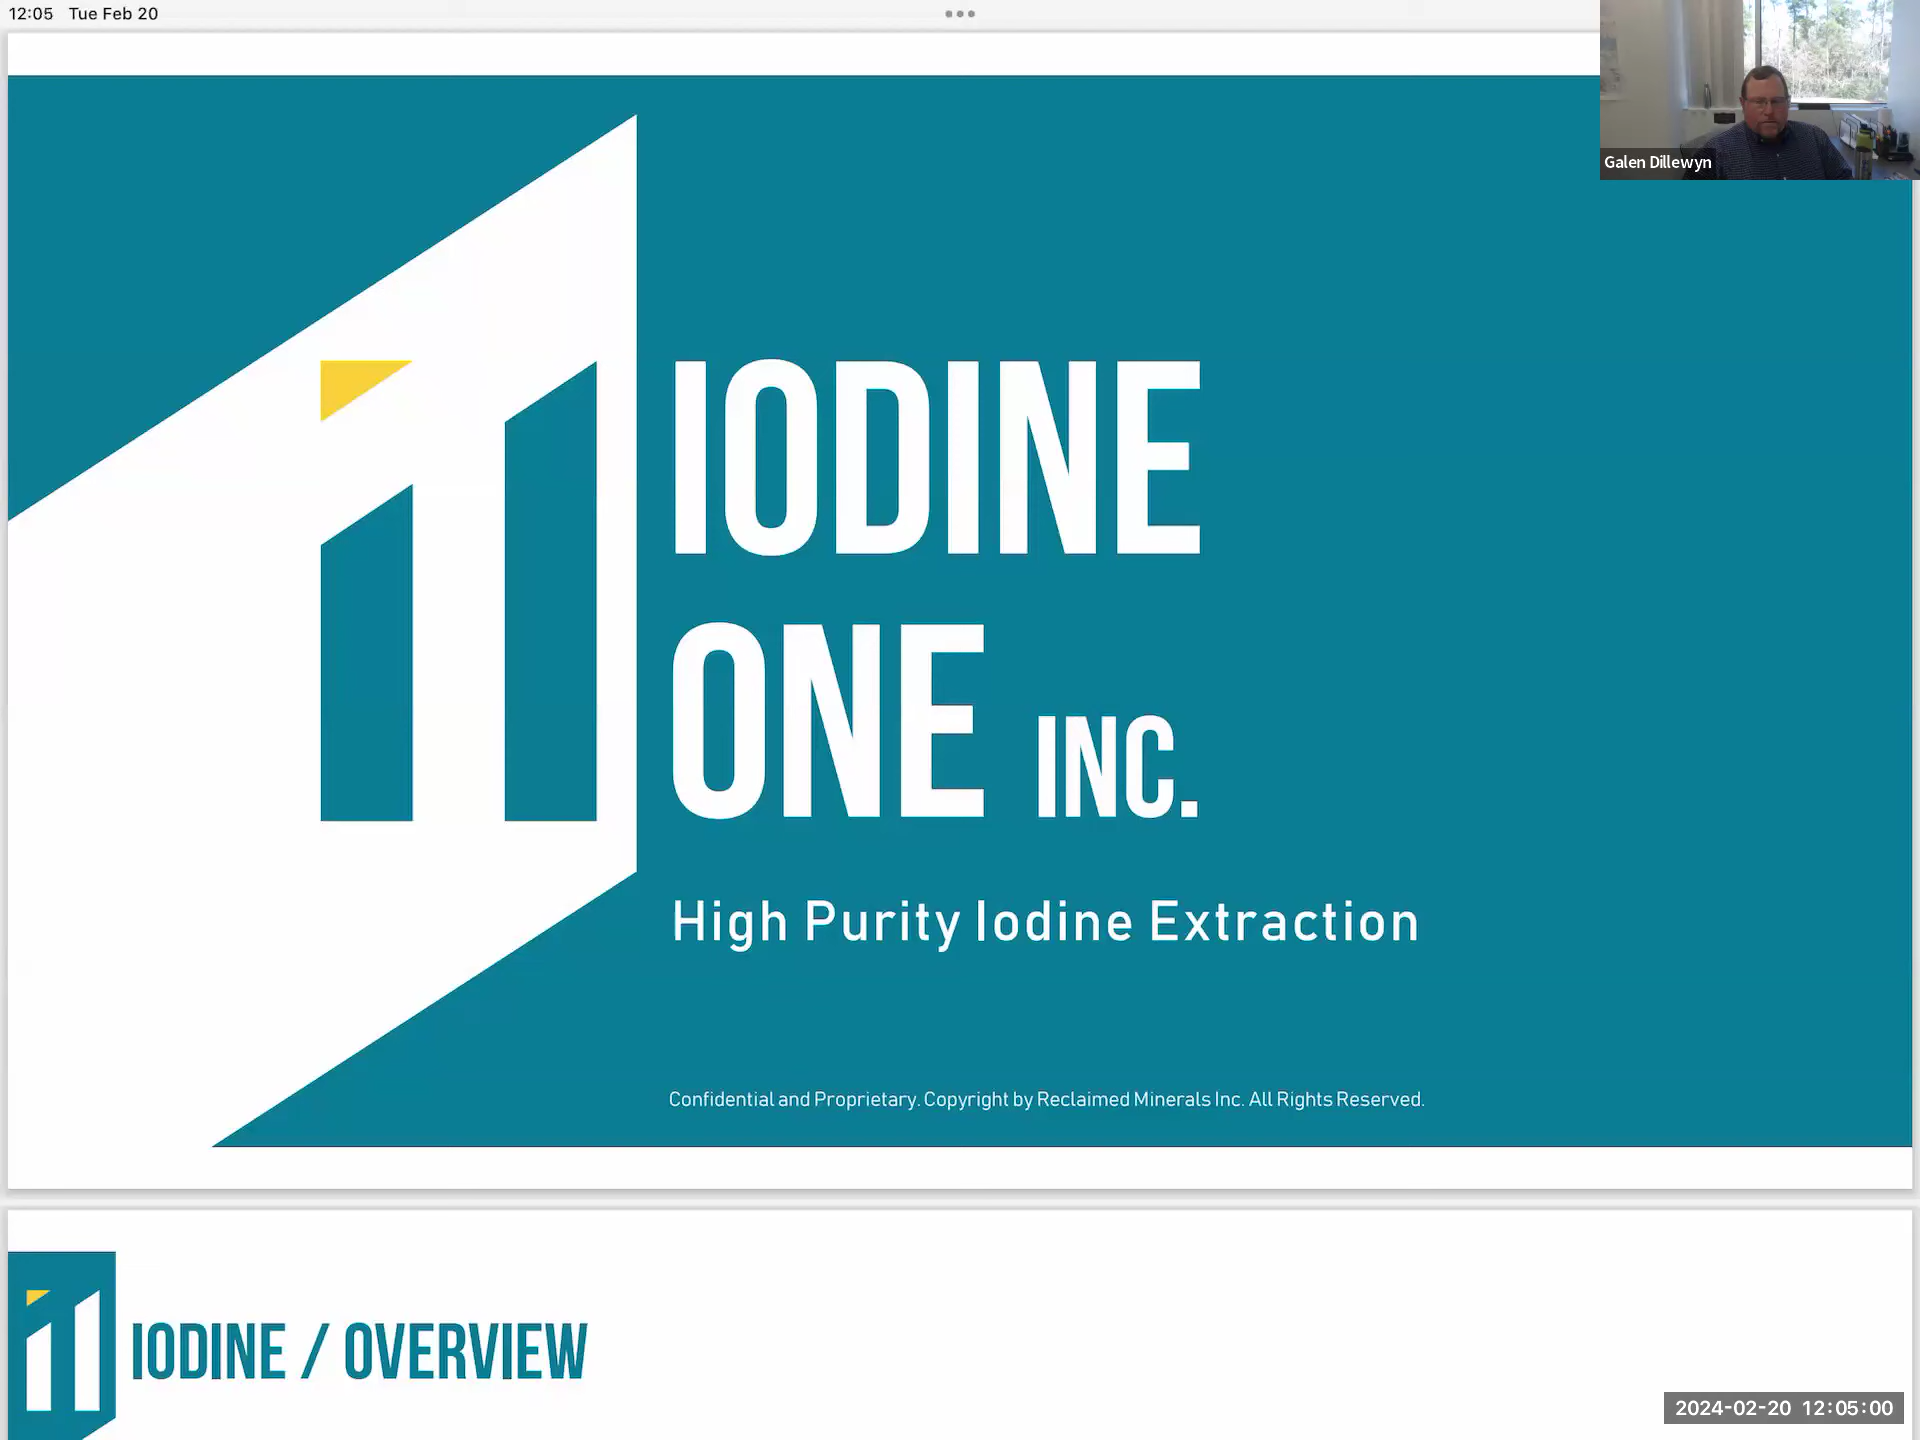 12:05 Tue Feb 20
Galen Dillewyn
IODINE
ONE INC.
High Purity Iodine Extraction
Confidential and Proprietary. Copyright by Reclaimed Minerals Inc. All Rights Reserved.
IODINE / OVERVIEW
2024-02-20 12:05:00